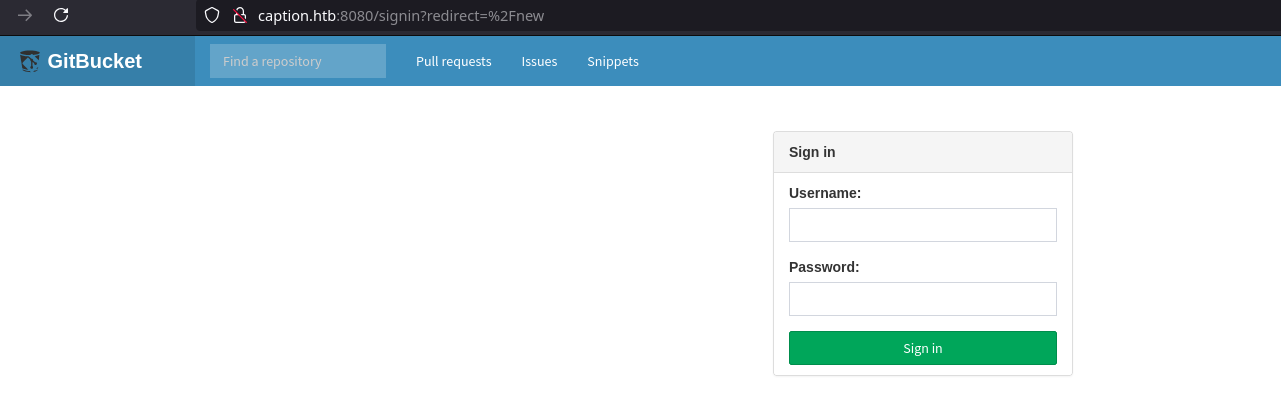 caption.htb:8080/signin?redirect=%2Fnew
GitBucket Find a repository Pull requests Issues Snippets
Sign in
Username:
Password:
Sign in